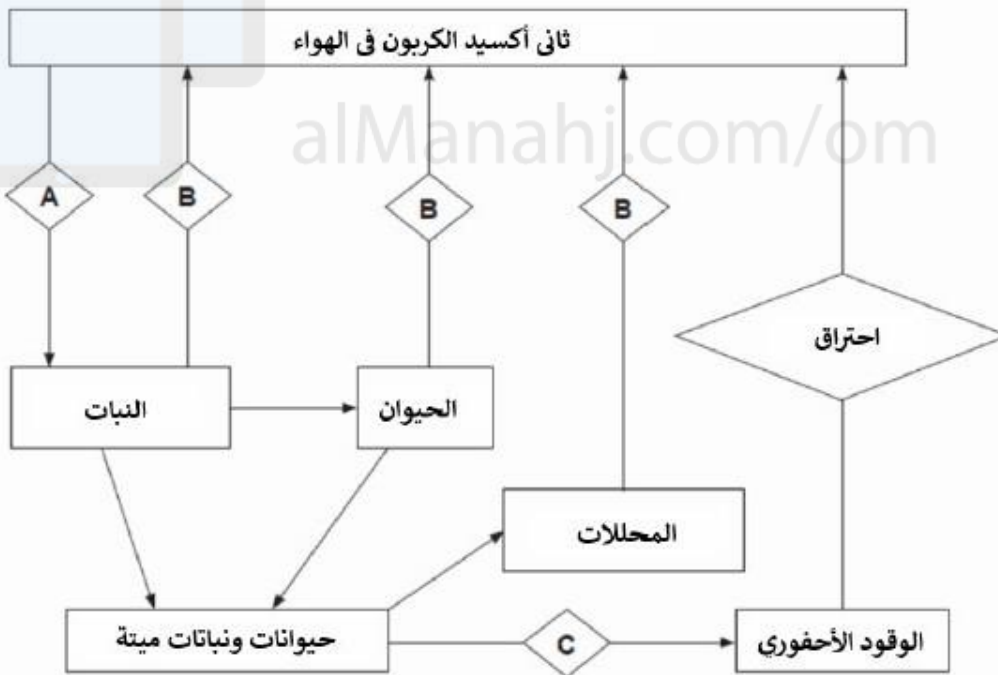 ثانى أكسيد الكربون فى الهواء
alManahj.com/om
A
B
B
B
احتراق
النبات
الحيوان
المحللات
حيوانات ونباتات ميتة
C
الوقود الأحفوري